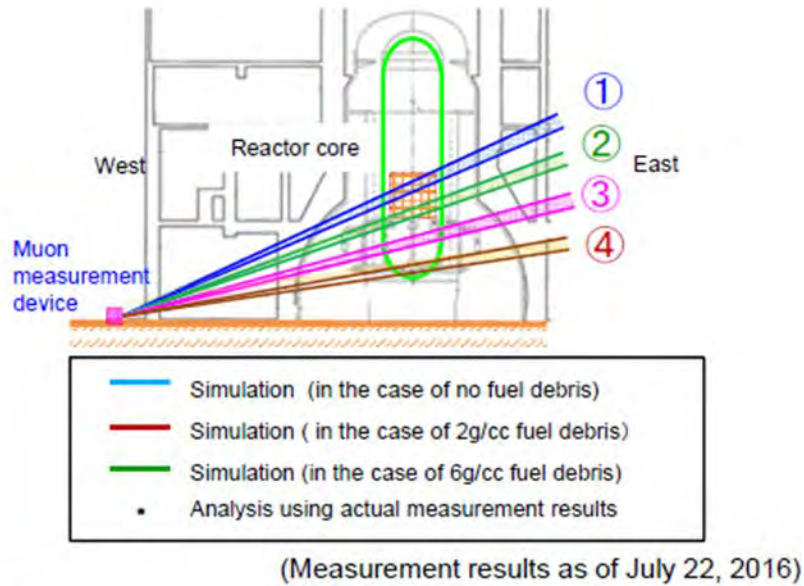 ①
②
West
Reactor core
East
③
④
Muon
measurement
device
Simulation (in the case of no fuel debris)
Simulation ( in the case of 2g/cc fuel debris)
Simulation (in the case of 6g/cc fuel debris)
Analysis using actual measurement results
(Measurement results as of July 22, 2016)